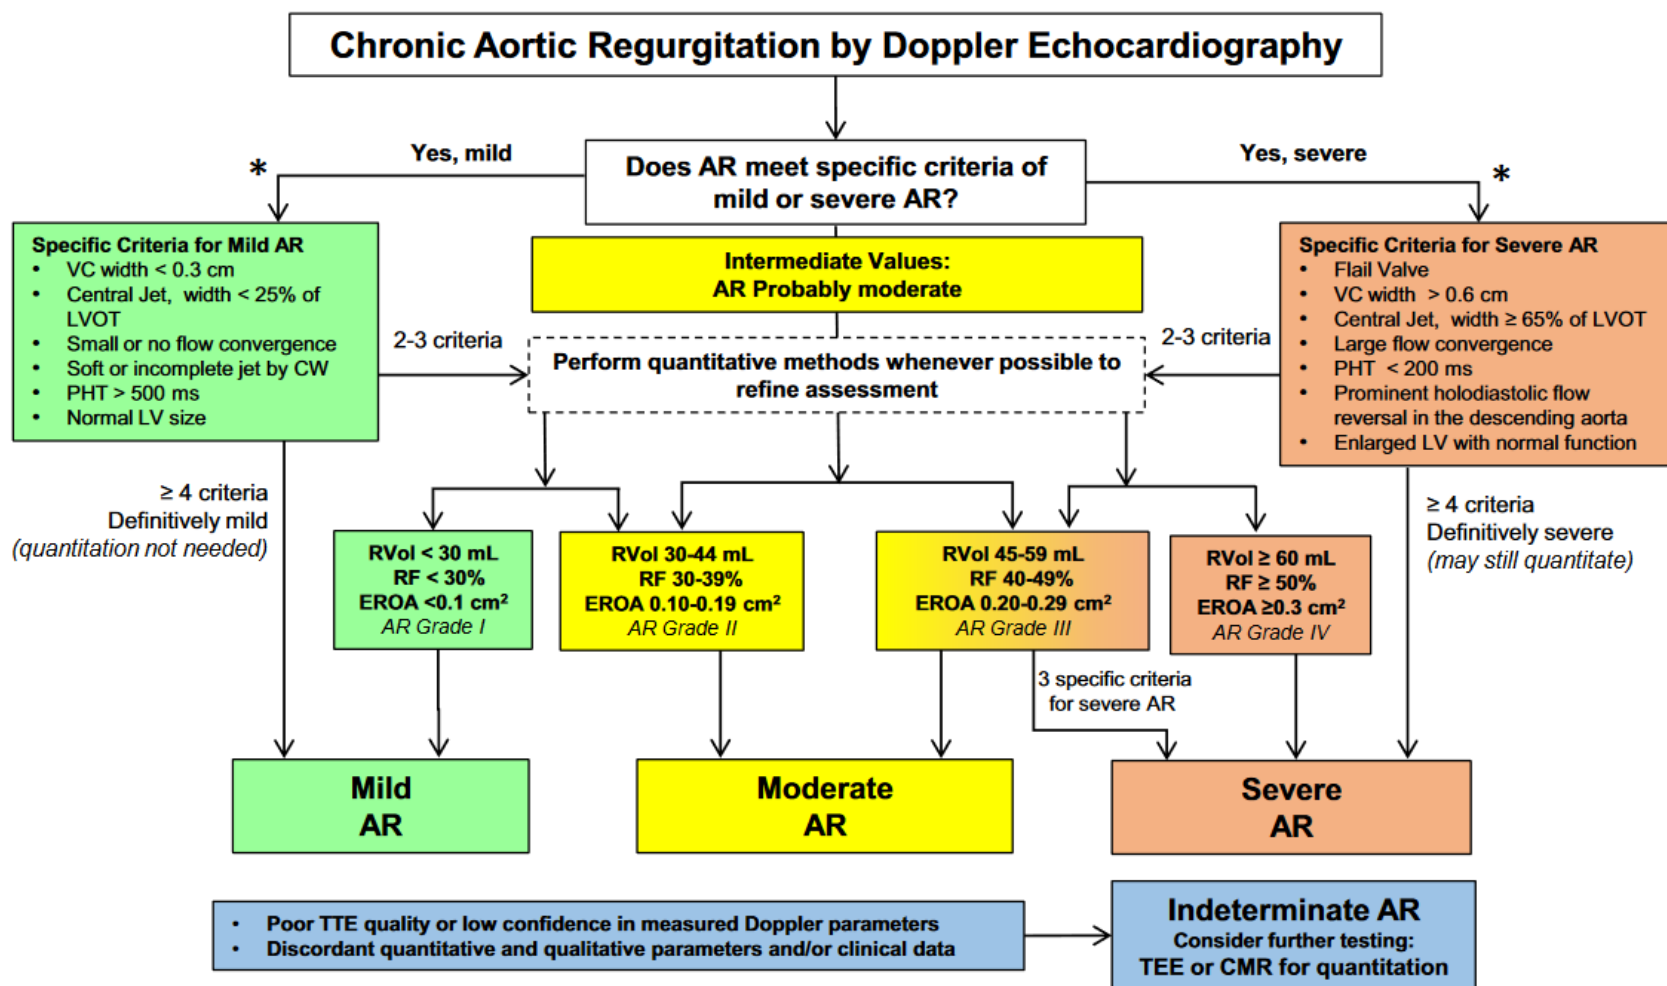 Chronic Aortic Regurgitation by Doppler Echocardiography
Yes, mild
Does AR meet specific criteria of
mild or severe AR?
Yes, severe
*
*
Specific Criteria for Mild AR
• VC width < 0.3 cm
• Central Jet, width < 25% of
LVOT
• Small or no flow convergence
• Soft or incomplete jet by CW
• PHT > 500 ms
• Normal LV size
Intermediate Values:
AR Probably moderate
Specific Criteria for Severe AR
• Flail Valve
• VC width > 0.6 cm
• Central Jet, width ≥ 65% of LVOT
• Large flow convergence
• PHT < 200 ms
• Prominent holodiastolic flow
reversal in the descending aorta
• Enlarged LV with normal function
2-3 criteria
Perform quantitative methods whenever possible to
refine assessment
2-3 criteria
≥ 4 criteria
Definitively mild
(quantitation not needed)
RVol < 30 mL
RF < 30%
EROA <0.1 cm²
AR Grade I
RVol 30-44 mL
RF 30-39%
EROA 0.10-0.19 cm²
AR Grade II
RVol 45-59 mL
RF 40-49%
EROA 0.20-0.29 cm²
AR Grade III
RVol ≥ 60 mL
RF ≥ 50%
EROA ≥0.3 cm²
AR Grade IV
≥ 4 criteria
Definitively severe
(may still quantitate)
3 specific criteria
for severe AR
Mild
AR
Moderate
AR
Severe
AR
• Poor TTE quality or low confidence in measured Doppler parameters
• Discordant quantitative and qualitative parameters and/or clinical data
Indeterminate AR
Consider further testing:
TEE or CMR for quantitation